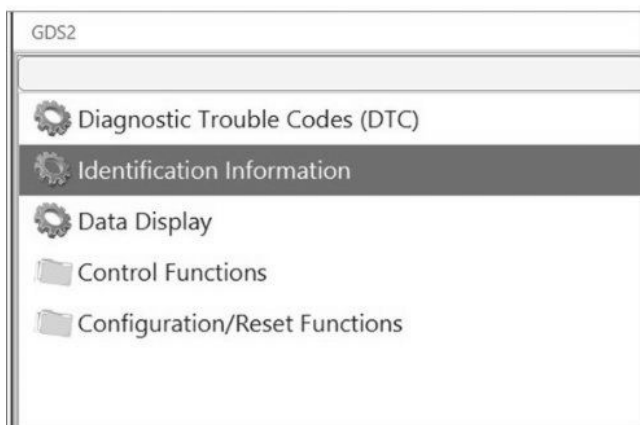 GDS2
Diagnostic Trouble Codes (DTC)
Identification Information
Data Display
Control Functions
Configuration/Reset Functions